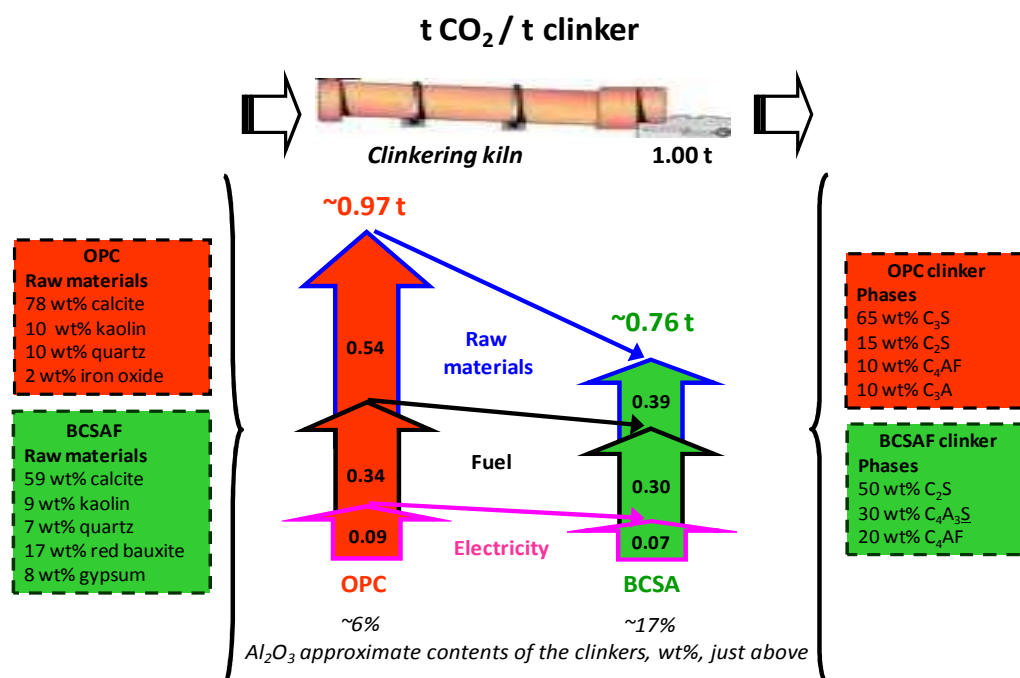 t CO₂ / t clinker
Clinkering kiln
1.00 t
OPC
Raw materials
78 wt% calcite
10 wt% kaolin
10 wt% quartz
2 wt% iron oxide
BCSAF
Raw materials
59 wt% calcite
9 wt% kaolin
7 wt% quartz
17 wt% red bauxite
8 wt% gypsum
~0.97 t
0.54
0.34
0.09
OPC
Raw
materials
Fuel
Electricity
~0.76 t
0.39
0.30
0.07
BCSA
~6%
~17%
Al₂O₃ approximate contents of the clinkers, wt%, just above
OPC clinker
Phases
65 wt% C₃S
15 wt% C₂S
10 wt% C₄AF
10 wt% C₃A
BCSAF clinker
Phases
50 wt% C₂S
30 wt% C₄A₃S̲
20 wt% C₄AF